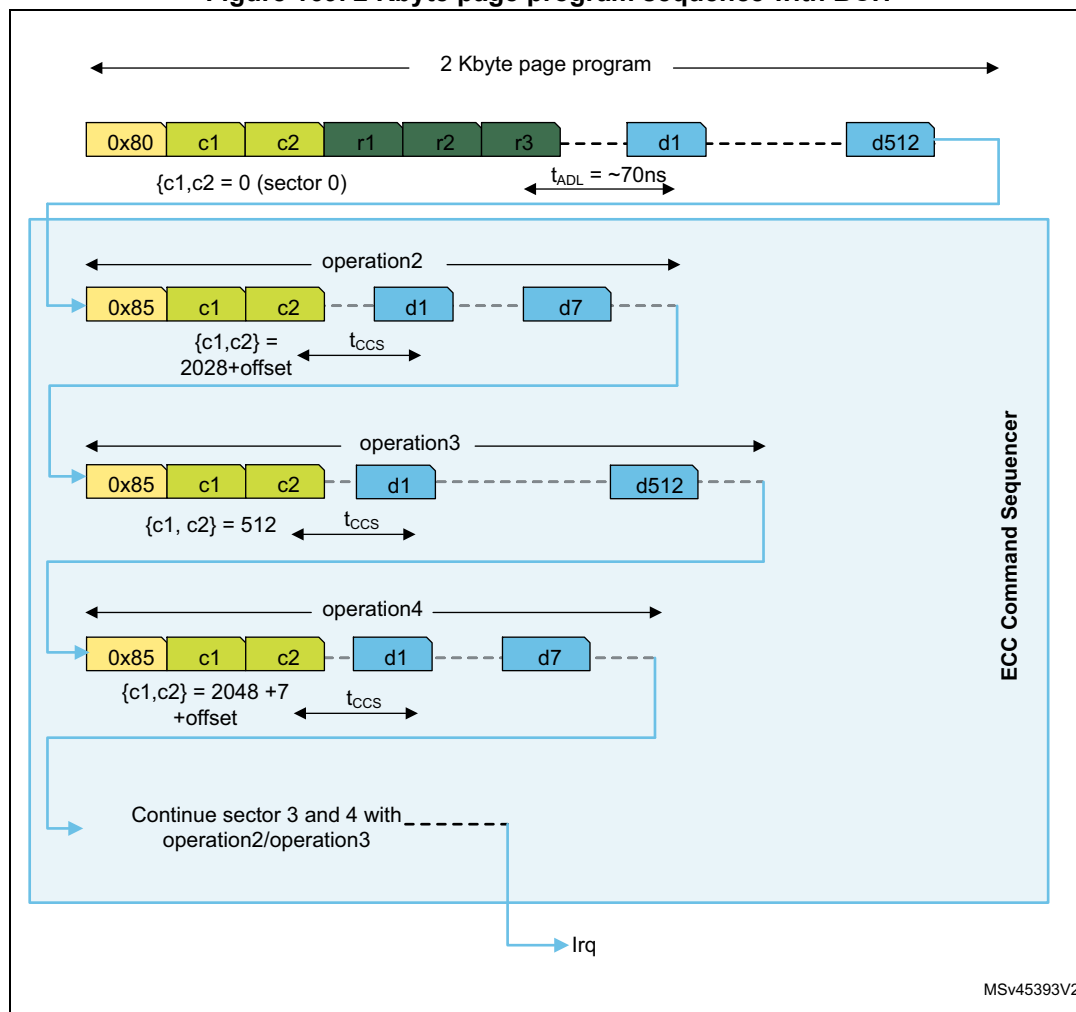 2 Kbyte page program
0x80 c1 c2 r1 r2 r3 d1 d512
{c1,c2 = 0 (sector 0)
tADL = ~70ns
operation2
0x85 c1 c2 d1 d7
{c1,c2} =
2028+offset
tCCS
operation3
0x85 c1 c2 d1 d512
{c1, c2} = 512
tCCS
operation4
0x85 c1 c2 d1 d7
{c1,c2} = 2048 +7
+offset
tCCS
Continue sector 3 and 4 with
operation2/operation3
ECC Command Sequencer
Irq
MSv45393V2